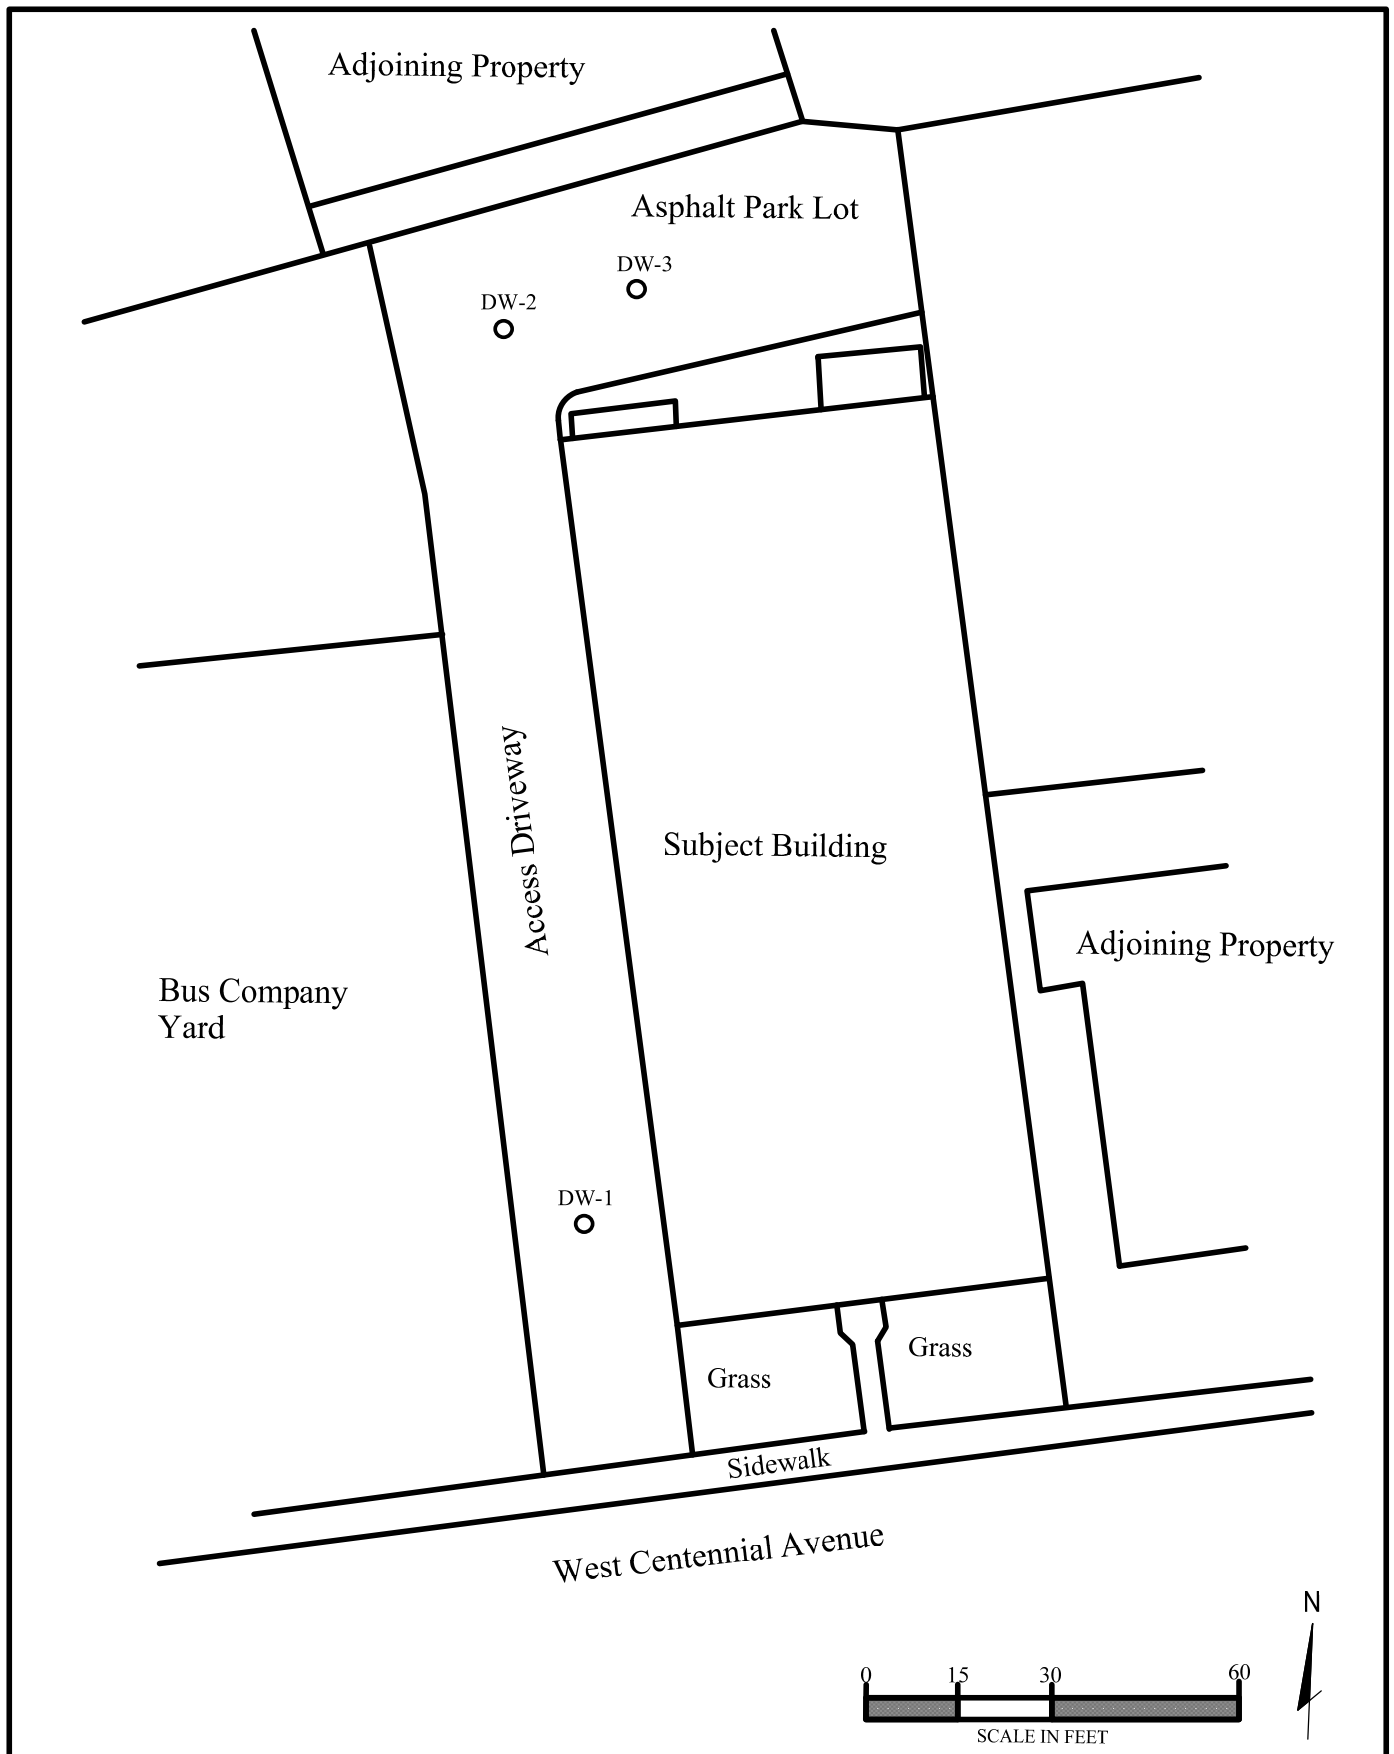 Adjoining Property
Asphalt Park Lot
DW-3
DW-2
Access Driveway
Subject Building
Adjoining Property
Bus Company
Yard
DW-1
Grass
Grass
Sidewalk
West Centennial Avenue
N
0 15 30 60
SCALE IN FEET